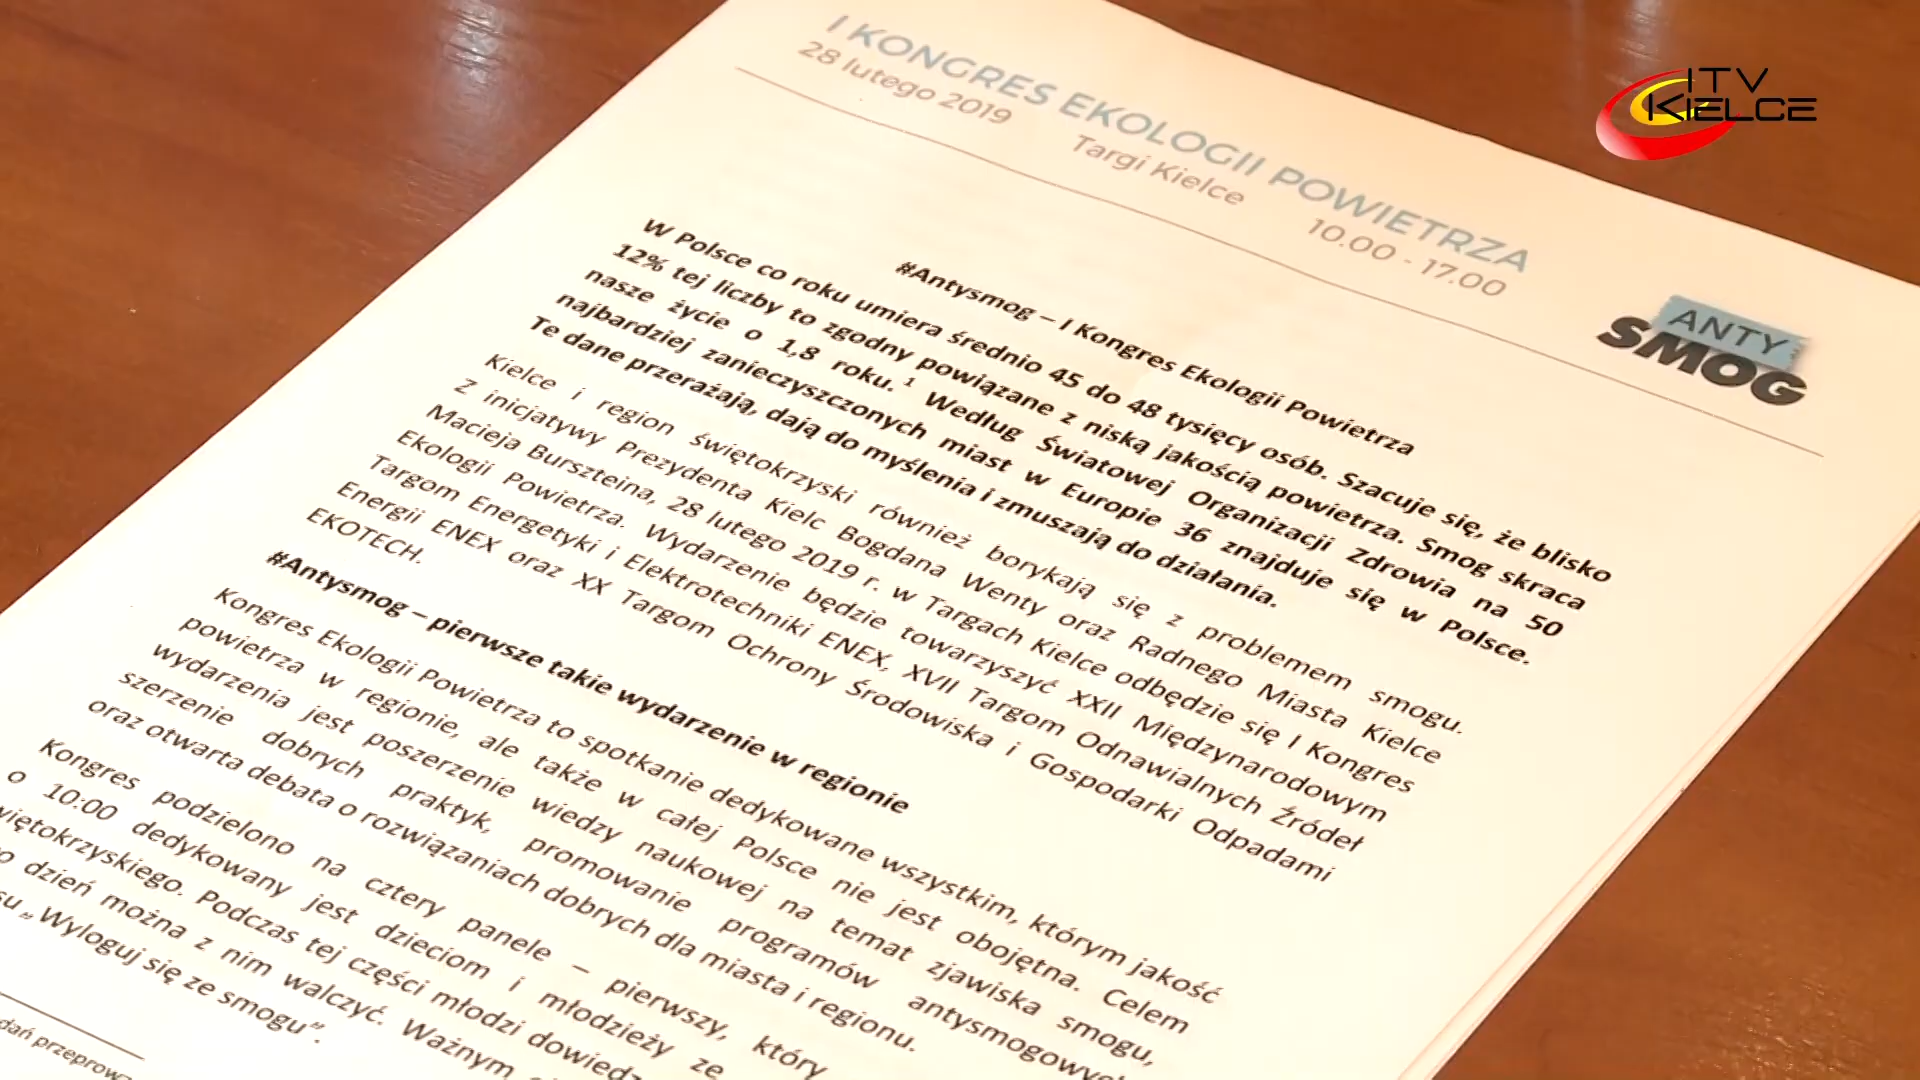 I KONGRES EKOLOGII POWIETRZA
28 lutego 2019 Targi Kielce 10.00 - 17.00
ITV
KIELCE
ANTY
SMOG
#Antysmog – I Kongres Ekologii Powietrza
W Polsce co roku umiera średnio 45 do 48 tysięcy osób. Szacuje się, że blisko
12% tej liczby to zgodny powiązane z niską jakością powietrza. Smog skraca
nasze życie o 1,8 roku. ¹ Według Światowej Organizacji Zdrowia na 50
najbardziej zanieczyszczonych miast w Europie 36 znajduje się w Polsce.
Te dane przerażają, dają do myślenia i zmuszają do działania.
Kielce i region świętokrzyski również borykają się z problemem smogu.
Z inicjatywy Prezydenta Kielc Bogdana Wenty oraz Radnego Miasta Kielce
Macieja Burszteina, 28 lutego 2019 r. w Targach Kielce odbędzie się I Kongres
Ekologii Powietrza. Wydarzenie będzie towarzyszyć XXII Międzynarodowym
Targom Energetyki i Elektrotechniki ENEX, XVII Targom Odnawialnych Źródeł
Energii ENEX oraz XX Targom Ochrony Środowiska i Gospodarki Odpadami
EKOTECH.
#Antysmog – pierwsze takie wydarzenie w regionie
Kongres Ekologii Powietrza to spotkanie dedykowane wszystkim, którym jakość
powietrza w regionie, ale także w całej Polsce nie jest obojętna. Celem
wydarzenia jest poszerzenie wiedzy naukowej na temat zjawiska smogu,
szerzenie dobrych praktyk, promowanie programów antysmogowych
oraz otwarta debata o rozwiązaniach dobrych dla miasta i regionu.
Kongres podzielono na cztery panele – pierwszy, który
o 10:00 dedykowany jest dzieciom i młodzieży ze
więtokrzyskiego. Podczas tej części młodzi dowiedz
o dzień można z nim walczyć. Ważnym
su „Wyloguj się ze smogu”.
dań przeprow